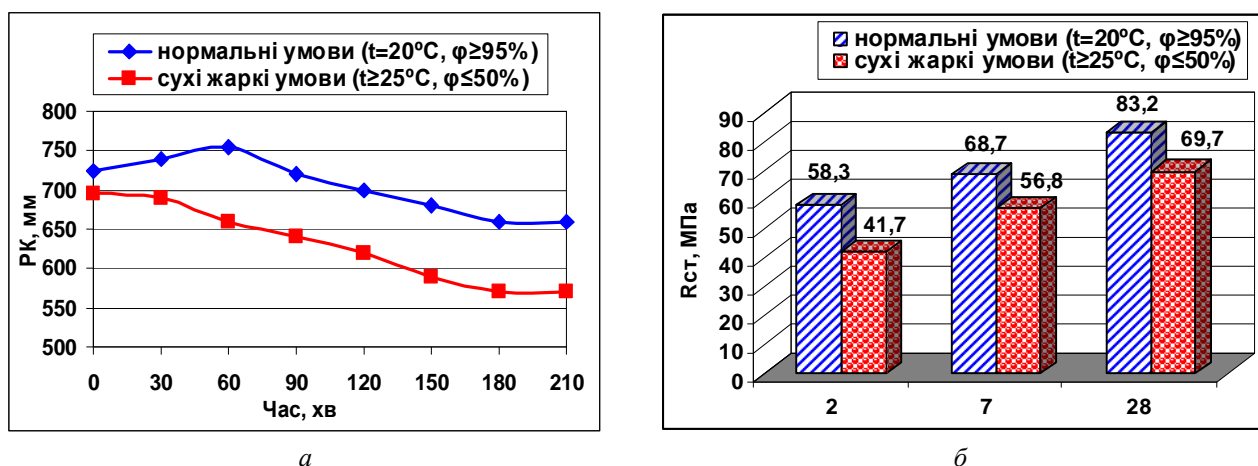 нормальні умови (t=20ºC, φ≥95%)
сухі жаркі умови (t≥25ºC, φ≤50%)
800
750
700
650
600
550
500
РК, мм
0 30 60 90 120 150 180 210
Час, хв
а
нормальні умови (t=20ºC, φ≥95%)
сухі жаркі умови (t≥25ºC, φ≤50%)
90
80
70
60
50
40
30
20
10
0
Rст, МПа
58,3
41,7
68,7
56,8
83,2
69,7
2 7 28
б